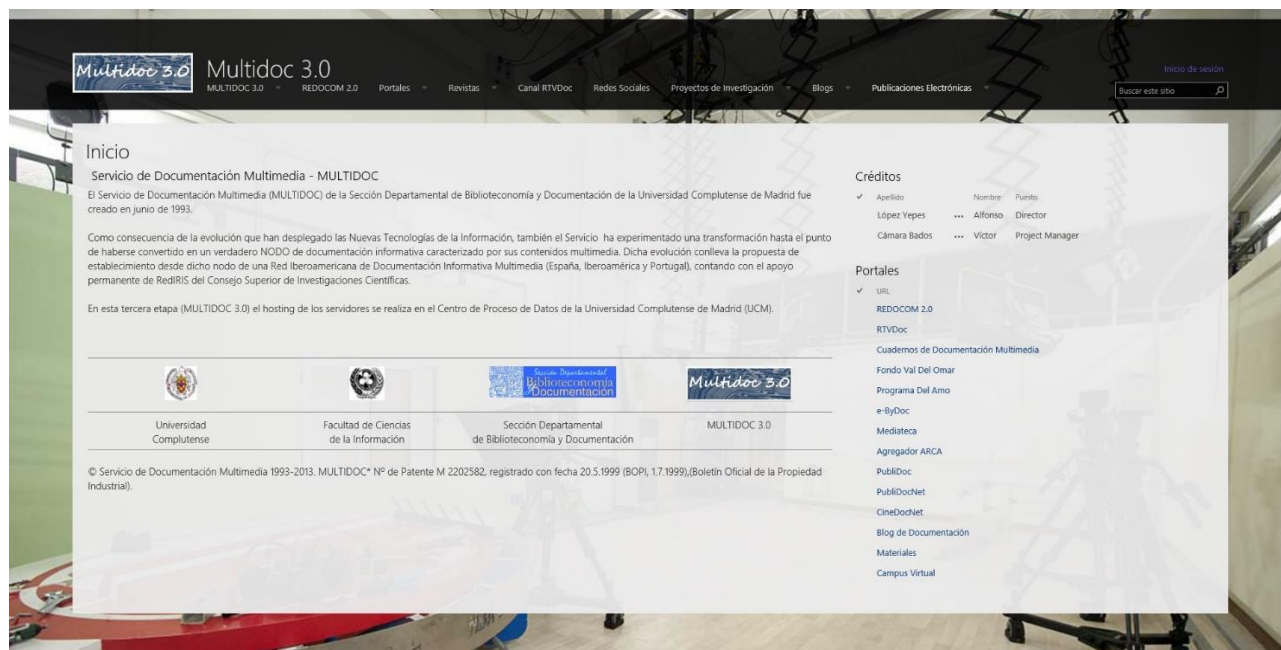 Multidoc 3.0
Multidoc 3.0
Inicio de sesión
MULTIDOC 3.0 REDOCOM 2.0 Portales Revistas Canal RTVDoc Redes Sociales Proyectos de Investigación Blogs Publicaciones Electrónicas
Buscar este sitio
Inicio
Servicio de Documentación Multimedia - MULTIDOC
El Servicio de Documentación Multimedia (MULTIDOC) de la Sección Departamental de Biblioteconomía y Documentación de la Universidad Complutense de Madrid fue
creado en junio de 1993.
Como consecuencia de la evolución que han desplegado las Nuevas Tecnologías de la Información, también el Servicio ha experimentado una transformación hasta el punto
de haberse convertido en un verdadero NODO de documentación informativa caracterizado por sus contenidos multimedia. Dicha evolución conlleva la propuesta de
establecimiento desde dicho nodo de una Red Iberoamericana de Documentación Informativa Multimedia (España, Iberoamérica y Portugal), contando con el apoyo
permanente de RedIRIS del Consejo Superior de Investigaciones Científicas.
En esta tercera etapa (MULTIDOC 3.0) el hosting de los servidores se realiza en el Centro de Proceso de Datos de la Universidad Complutense de Madrid (UCM).
Sección Departamental
Biblioteconomía
y Documentación
Multidoc 3.0
Universidad
Complutense
Facultad de Ciencias
de la Información
Sección Departamental
de Biblioteconomía y Documentación
MULTIDOC 3.0
© Servicio de Documentación Multimedia 1993-2013. MULTIDOC* Nº de Patente M 2202582, registrado con fecha 20.5.1999 (BOPI, 1.7.1999),(Boletín Oficial de la Propiedad
Industrial).
Créditos
Apellido Nombre Puesto
López Yepes ... Alfonso Director
Cámara Bados ... Víctor Project Manager
Portales
URL
REDOCOM 2.0
RTVDoc
Cuadernos de Documentación Multimedia
Fondo Val Del Omar
Programa Del Amo
e-ByDoc
Mediateca
Agregador ARCA
PubliDoc
PubliDocNet
CineDocNet
Blog de Documentación
Materiales
Campus Virtual